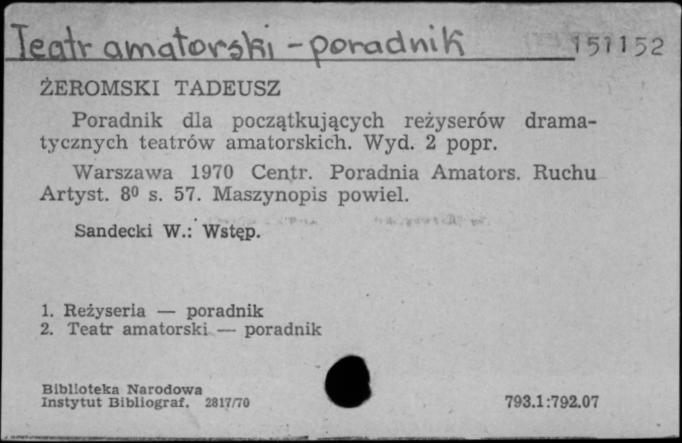 Teatr amatorski - poradnik 151152
ŻEROMSKI TADEUSZ
Poradnik dla początkujących reżyserów drama-
tycznych teatrów amatorskich. Wyd. 2 popr.
Warszawa 1970 Centr. Poradnia Amators. Ruchu
Artyst. 8⁰ s. 57. Maszynopis powiel.
Sandecki W.: Wstęp.
1. Reżyseria — poradnik
2. Teatr amatorski — poradnik
Biblioteka Narodowa
Instytut Bibliograf. 2817/70 793.1:792.07